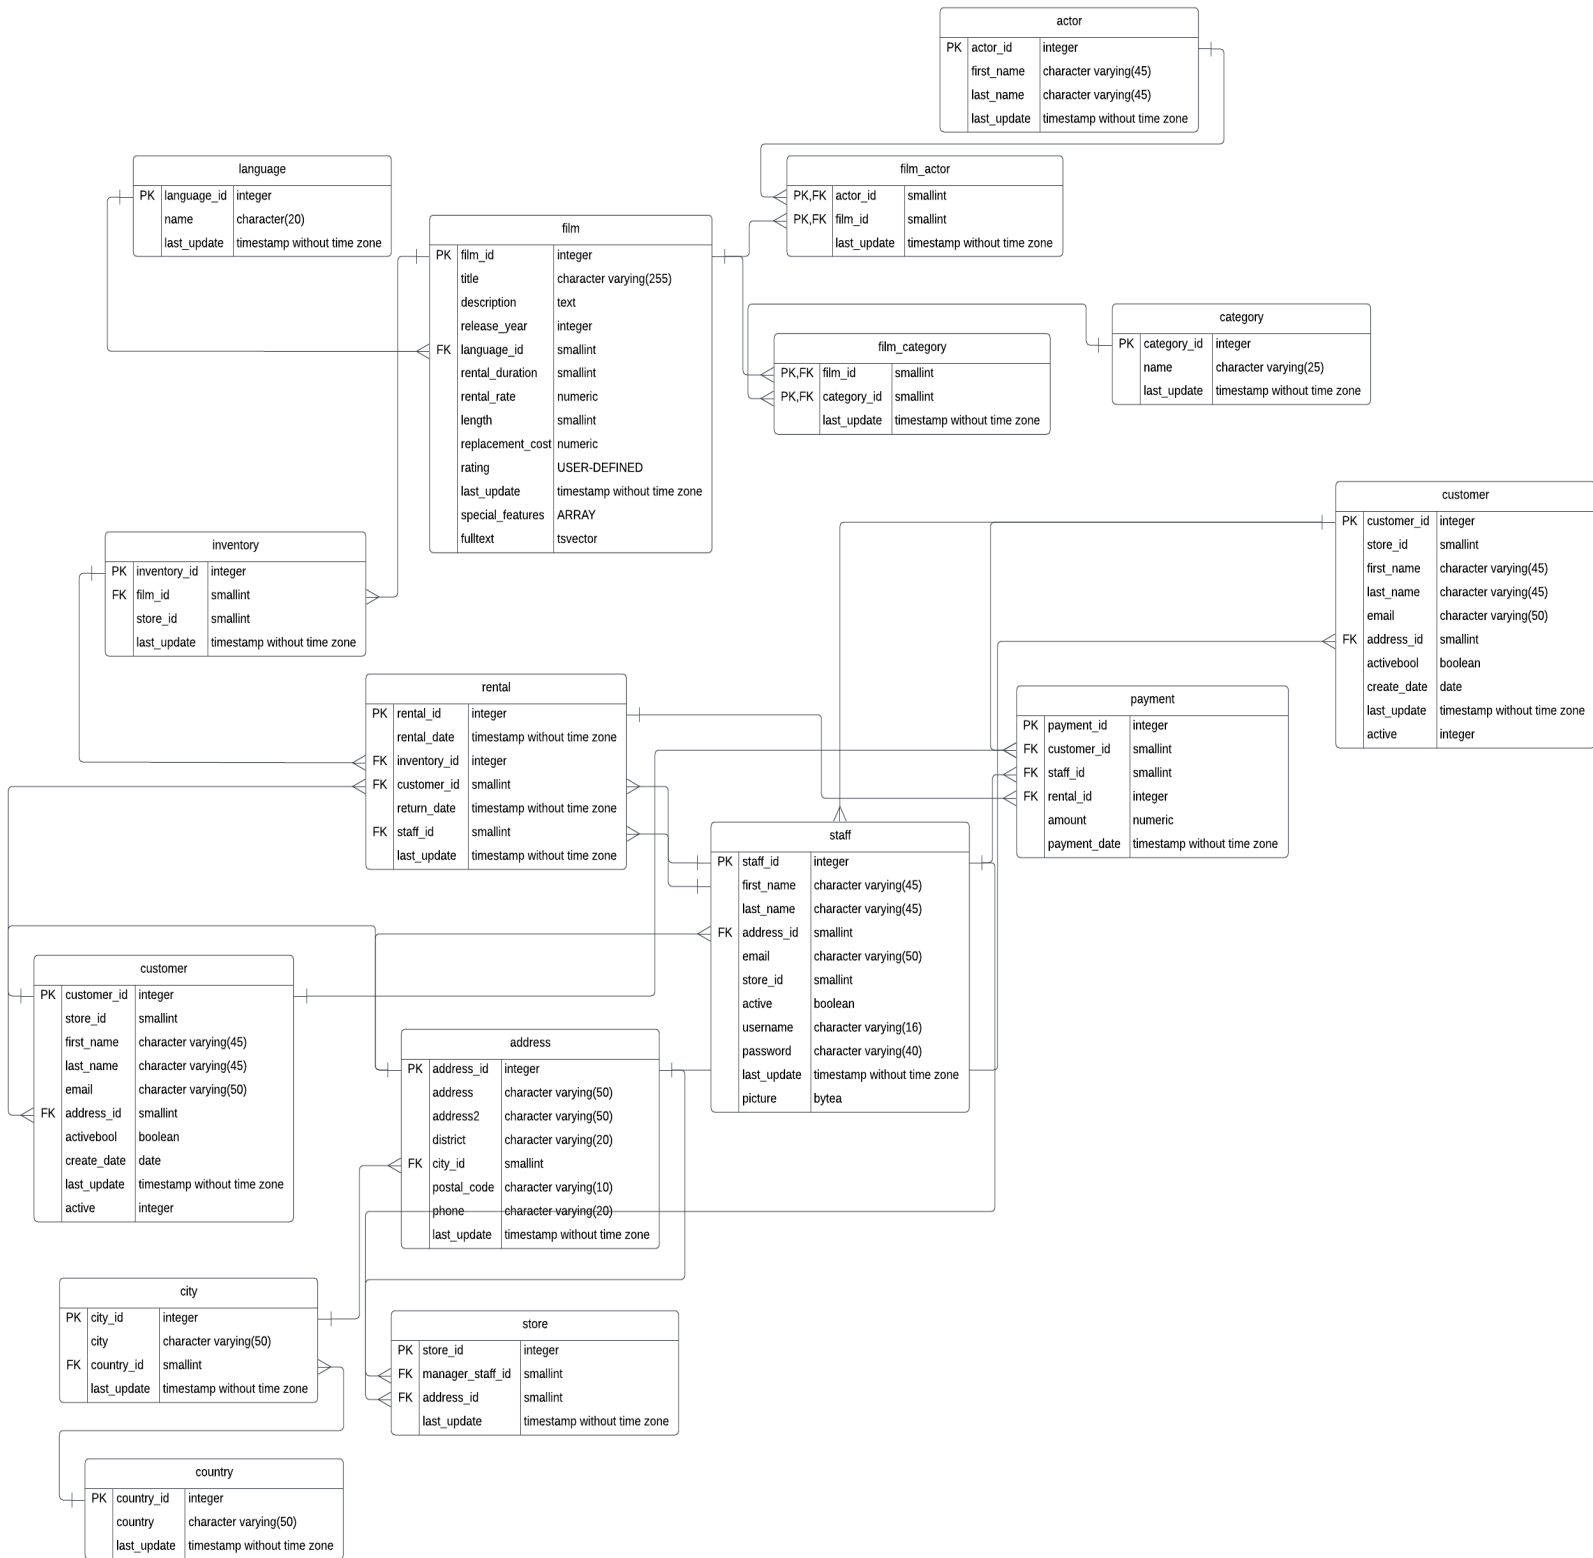 actor
PK actor_id integer
first_name character varying(45)
last_name character varying(45)
last_update timestamp without time zone
language
PK language_id integer
name character(20)
last_update timestamp without time zone
film_actor
PK,FK actor_id smallint
PK,FK film_id smallint
last_update timestamp without time zone
film
PK film_id integer
title character varying(255)
description text
release_year integer
FK language_id smallint
rental_duration smallint
rental_rate numeric
length smallint
replacement_cost numeric
rating USER-DEFINED
last_update timestamp without time zone
special_features ARRAY
fulltext tsvector
category
PK category_id integer
name character varying(25)
last_update timestamp without time zone
film_category
PK,FK film_id smallint
PK,FK category_id smallint
last_update timestamp without time zone
customer
PK customer_id integer
store_id smallint
first_name character varying(45)
last_name character varying(45)
email character varying(50)
FK address_id smallint
activebool boolean
create_date date
last_update timestamp without time zone
active integer
inventory
PK inventory_id integer
FK film_id smallint
store_id smallint
last_update timestamp without time zone
rental
PK rental_id integer
rental_date timestamp without time zone
FK inventory_id integer
FK customer_id smallint
return_date timestamp without time zone
FK staff_id smallint
last_update timestamp without time zone
payment
PK payment_id integer
FK customer_id smallint
FK staff_id smallint
FK rental_id integer
amount numeric
payment_date timestamp without time zone
staff
PK staff_id integer
first_name character varying(45)
last_name character varying(45)
FK address_id smallint
email character varying(50)
store_id smallint
active boolean
username character varying(16)
password character varying(40)
last_update timestamp without time zone
picture bytea
customer
PK customer_id integer
store_id smallint
first_name character varying(45)
last_name character varying(45)
email character varying(50)
FK address_id smallint
activebool boolean
create_date date
last_update timestamp without time zone
active integer
address
PK address_id integer
address character varying(50)
address2 character varying(50)
district character varying(20)
FK city_id smallint
postal_code character varying(10)
phone character varying(20)
last_update timestamp without time zone
city
PK city_id integer
city character varying(50)
FK country_id smallint
last_update timestamp without time zone
store
PK store_id integer
FK manager_staff_id smallint
FK address_id smallint
last_update timestamp without time zone
country
PK country_id integer
country character varying(50)
last_update timestamp without time zone